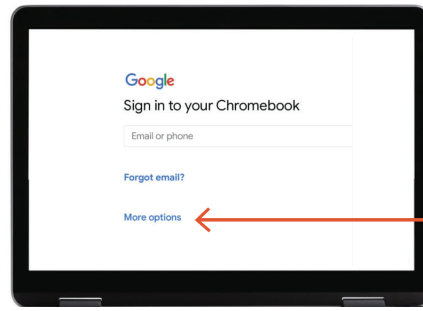 Google
Sign in to your Chromebook
Email or phone
Forgot email?
More options